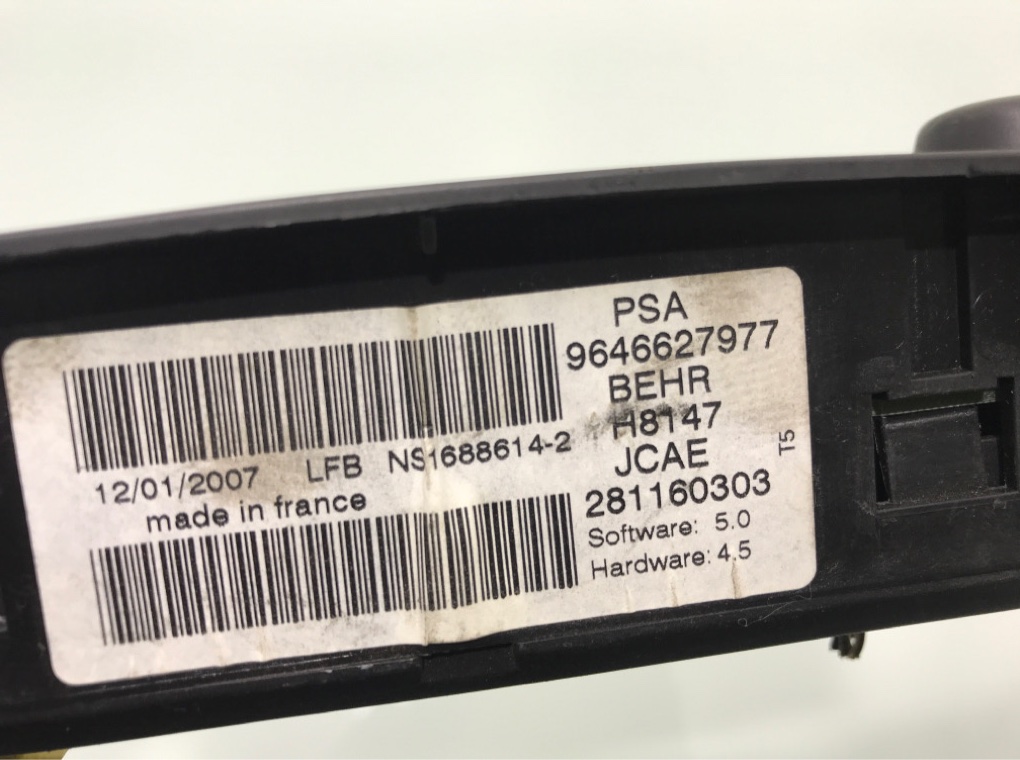 PSA
9646627977
BEHR
H8147
JCAE
281160303
Software: 5.0
Hardware: 4.5
T5
12/01/2007 LFB NS1688614-2
made in france